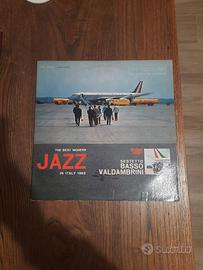 THE BEST MODERN
JAZZ
IN ITALY 1962
SESTETTO
BASSO
VALDAMBRINI
subito